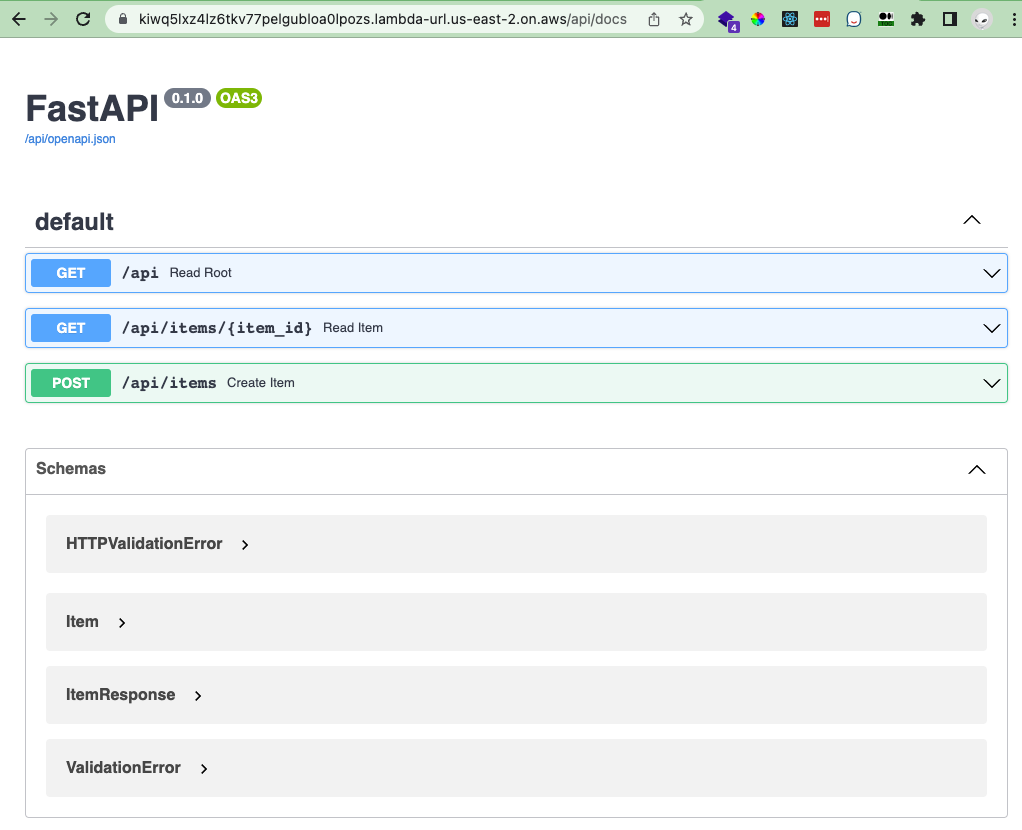 kiwq5lxz4lz6tkv77pelgubloa0lpozs.lambda-url.us-east-2.on.aws/api/docs
4
FastAPI 0.1.0 OAS3
/api/openapi.json
default
GET /api Read Root
GET /api/items/{item_id} Read Item
POST /api/items Create Item
Schemas
HTTPValidationError
Item
ItemResponse
ValidationError